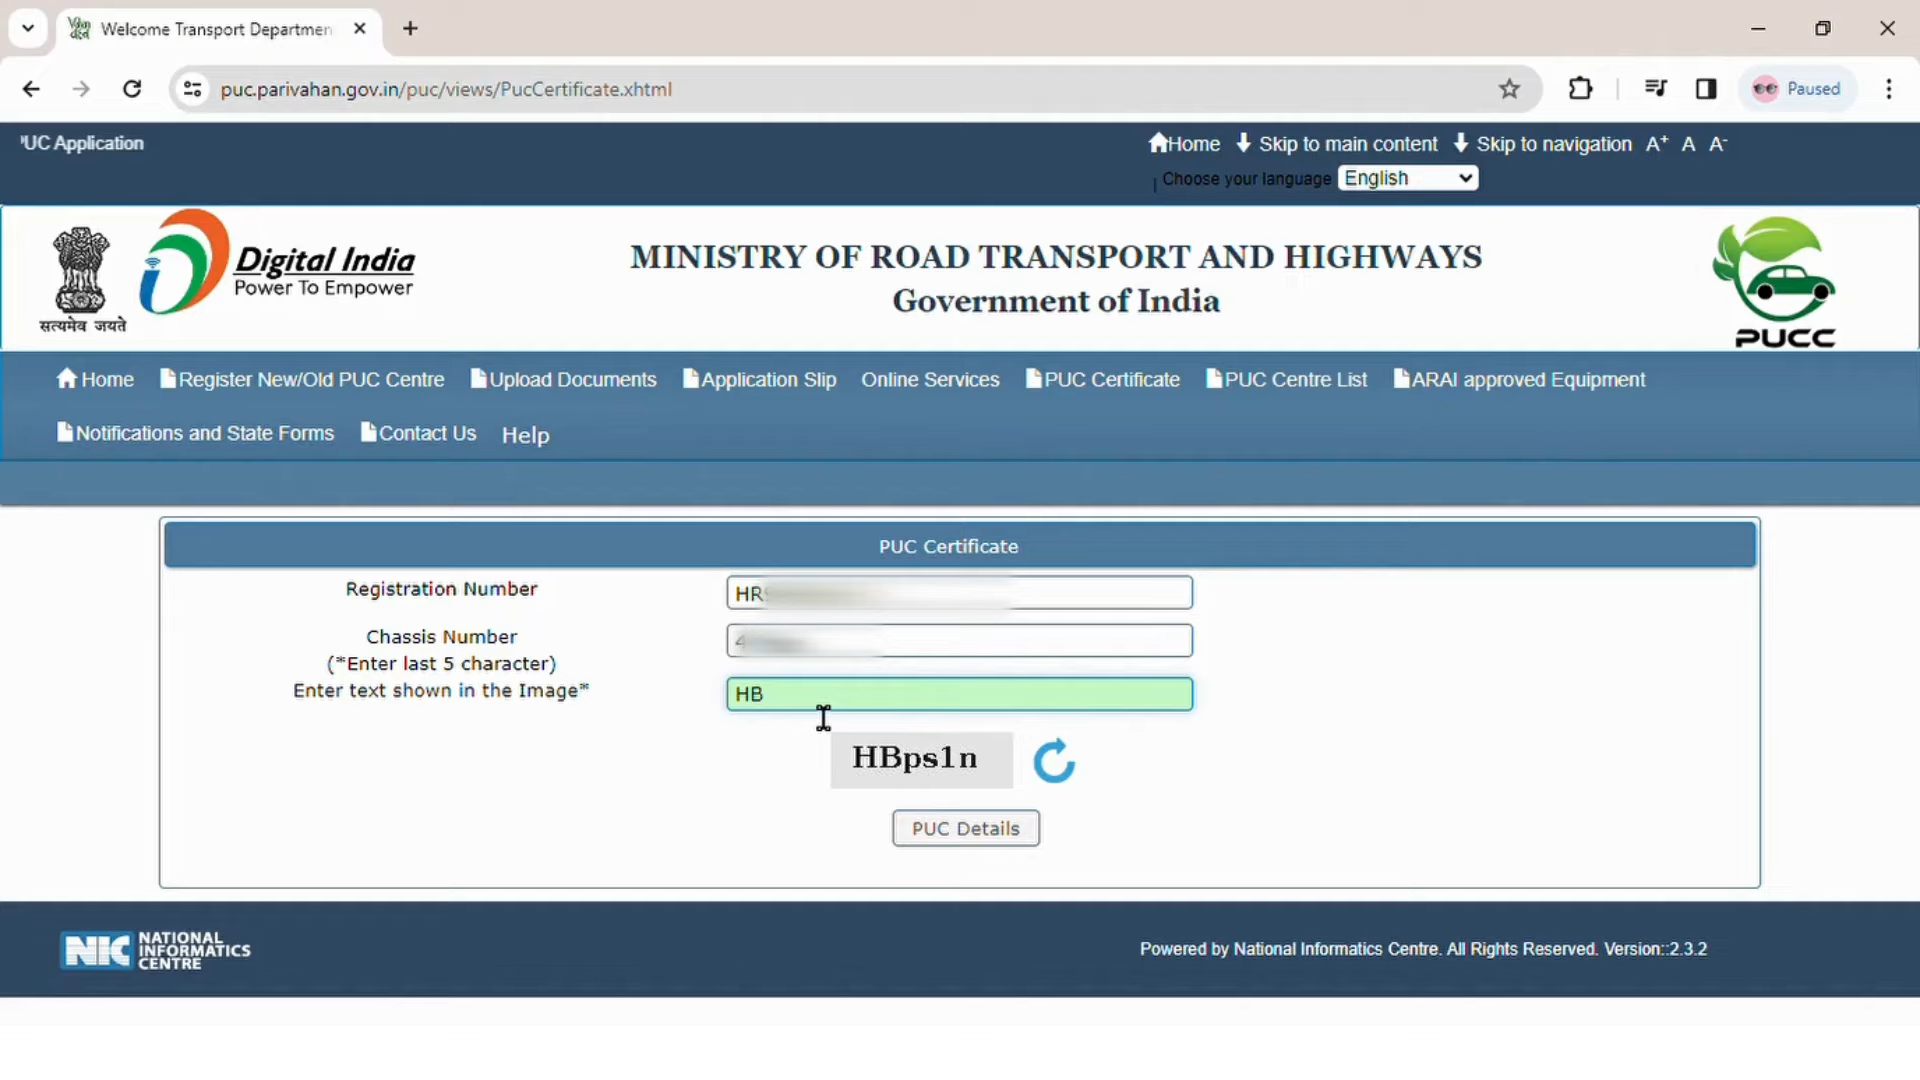 Welcome Transport Departmen
puc.parivahan.gov.in/puc/views/PucCertificate.xhtml
Paused
PUC Application
Home Skip to main content Skip to navigation A+ A A-
Choose your language English
सत्यमेव जयते
Digital India
Power To Empower
MINISTRY OF ROAD TRANSPORT AND HIGHWAYS
Government of India
PUCC
Home Register New/Old PUC Centre Upload Documents Application Slip Online Services PUC Certificate PUC Centre List ARAI approved Equipment
Notifications and State Forms Contact Us Help
PUC Certificate
Registration Number HR
Chassis Number 4
(*Enter last 5 character)
Enter text shown in the Image* HB
HBps1n
PUC Details
NIC NATIONAL
INFORMATICS
CENTRE
Powered by National Informatics Centre. All Rights Reserved. Version::2.3.2